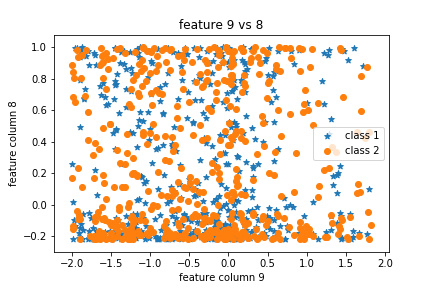 feature 9 vs 8
1.0
0.8
0.6
0.4
0.2
0.0
−0.2
feature column 8
class 1
class 2
−2.0 −1.5 −1.0 −0.5 0.0 0.5 1.0 1.5 2.0
feature column 9